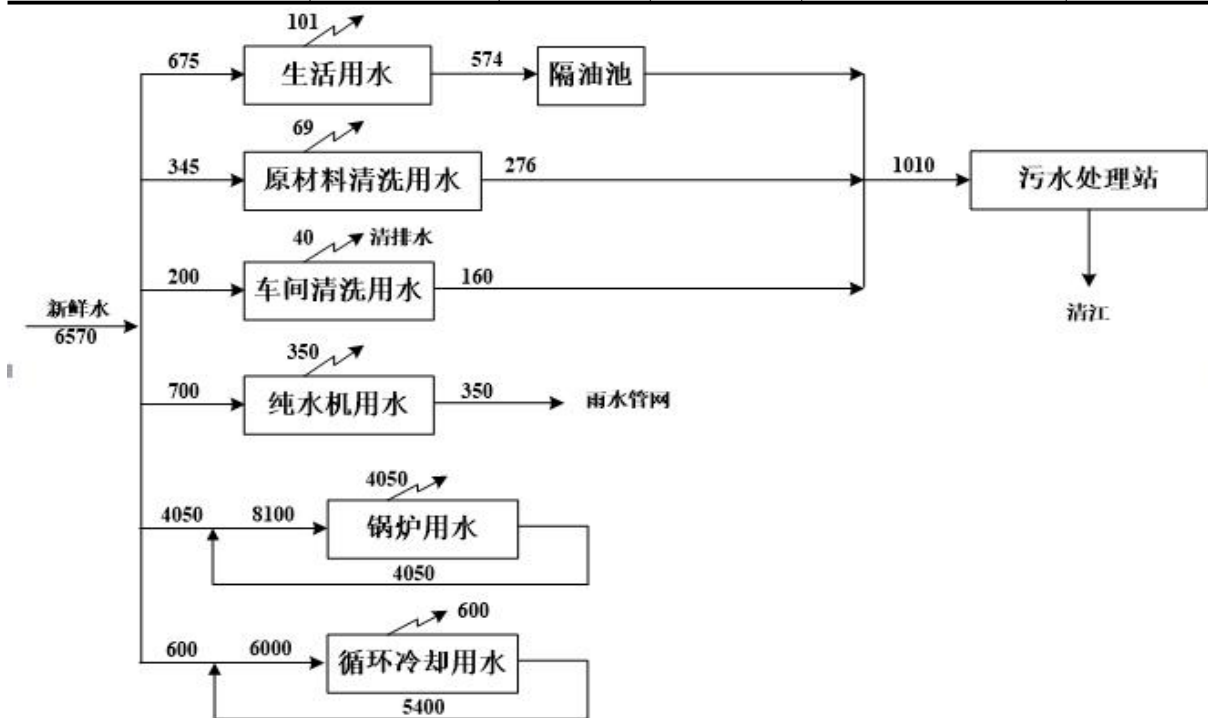 101
675
生活用水
574
隔油池
69
345
原材料清洗用水
276
1010
污水处理站
40
清排水
200
车间清洗用水
160
新鲜水
6570
清江
350
700
纯水机用水
350
雨水管网
4050
4050
8100
锅炉用水
4050
600
600
6000
循环冷却用水
5400